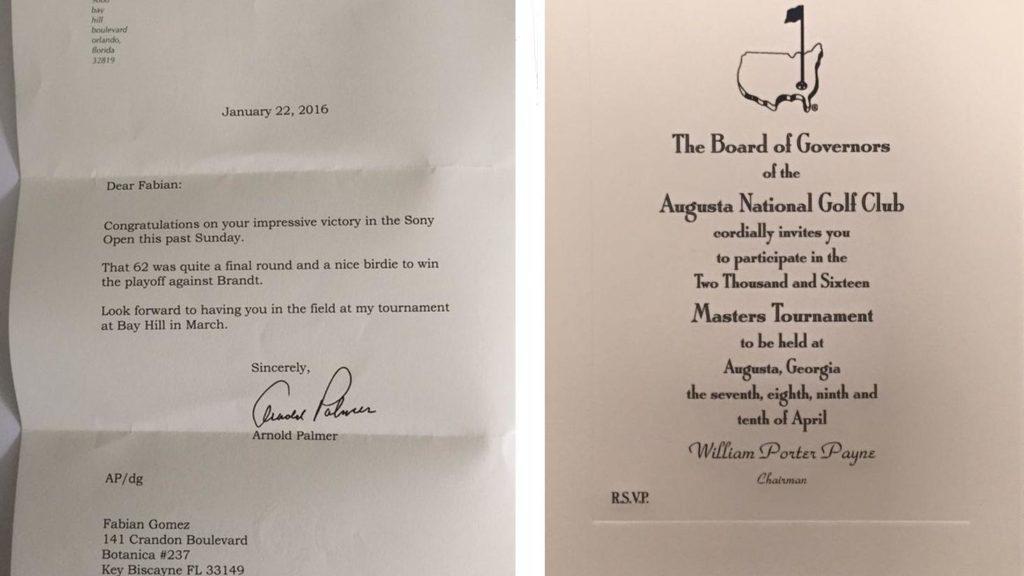 bay
hill
boulevard
orlando,
florida
32819
January 22, 2016
Dear Fabian:
Congratulations on your impressive victory in the Sony
Open this past Sunday.
That 62 was quite a final round and a nice birdie to win
the playoff against Brandt.
Look forward to having you in the field at my tournament
at Bay Hill in March.
Sincerely,
Arnold Palmer
Arnold Palmer
AP/dg
Fabian Gomez
141 Crandon Boulevard
Botanica #237
Key Biscayne FL 33149
The Board of Governors
of the
Augusta National Golf Club
cordially invites you
to participate in the
Two Thousand and Sixteen
Masters Tournament
to be held at
Augusta, Georgia
the seventh, eighth, ninth and
tenth of April
William Porter Payne
Chairman
R.S.V.P.